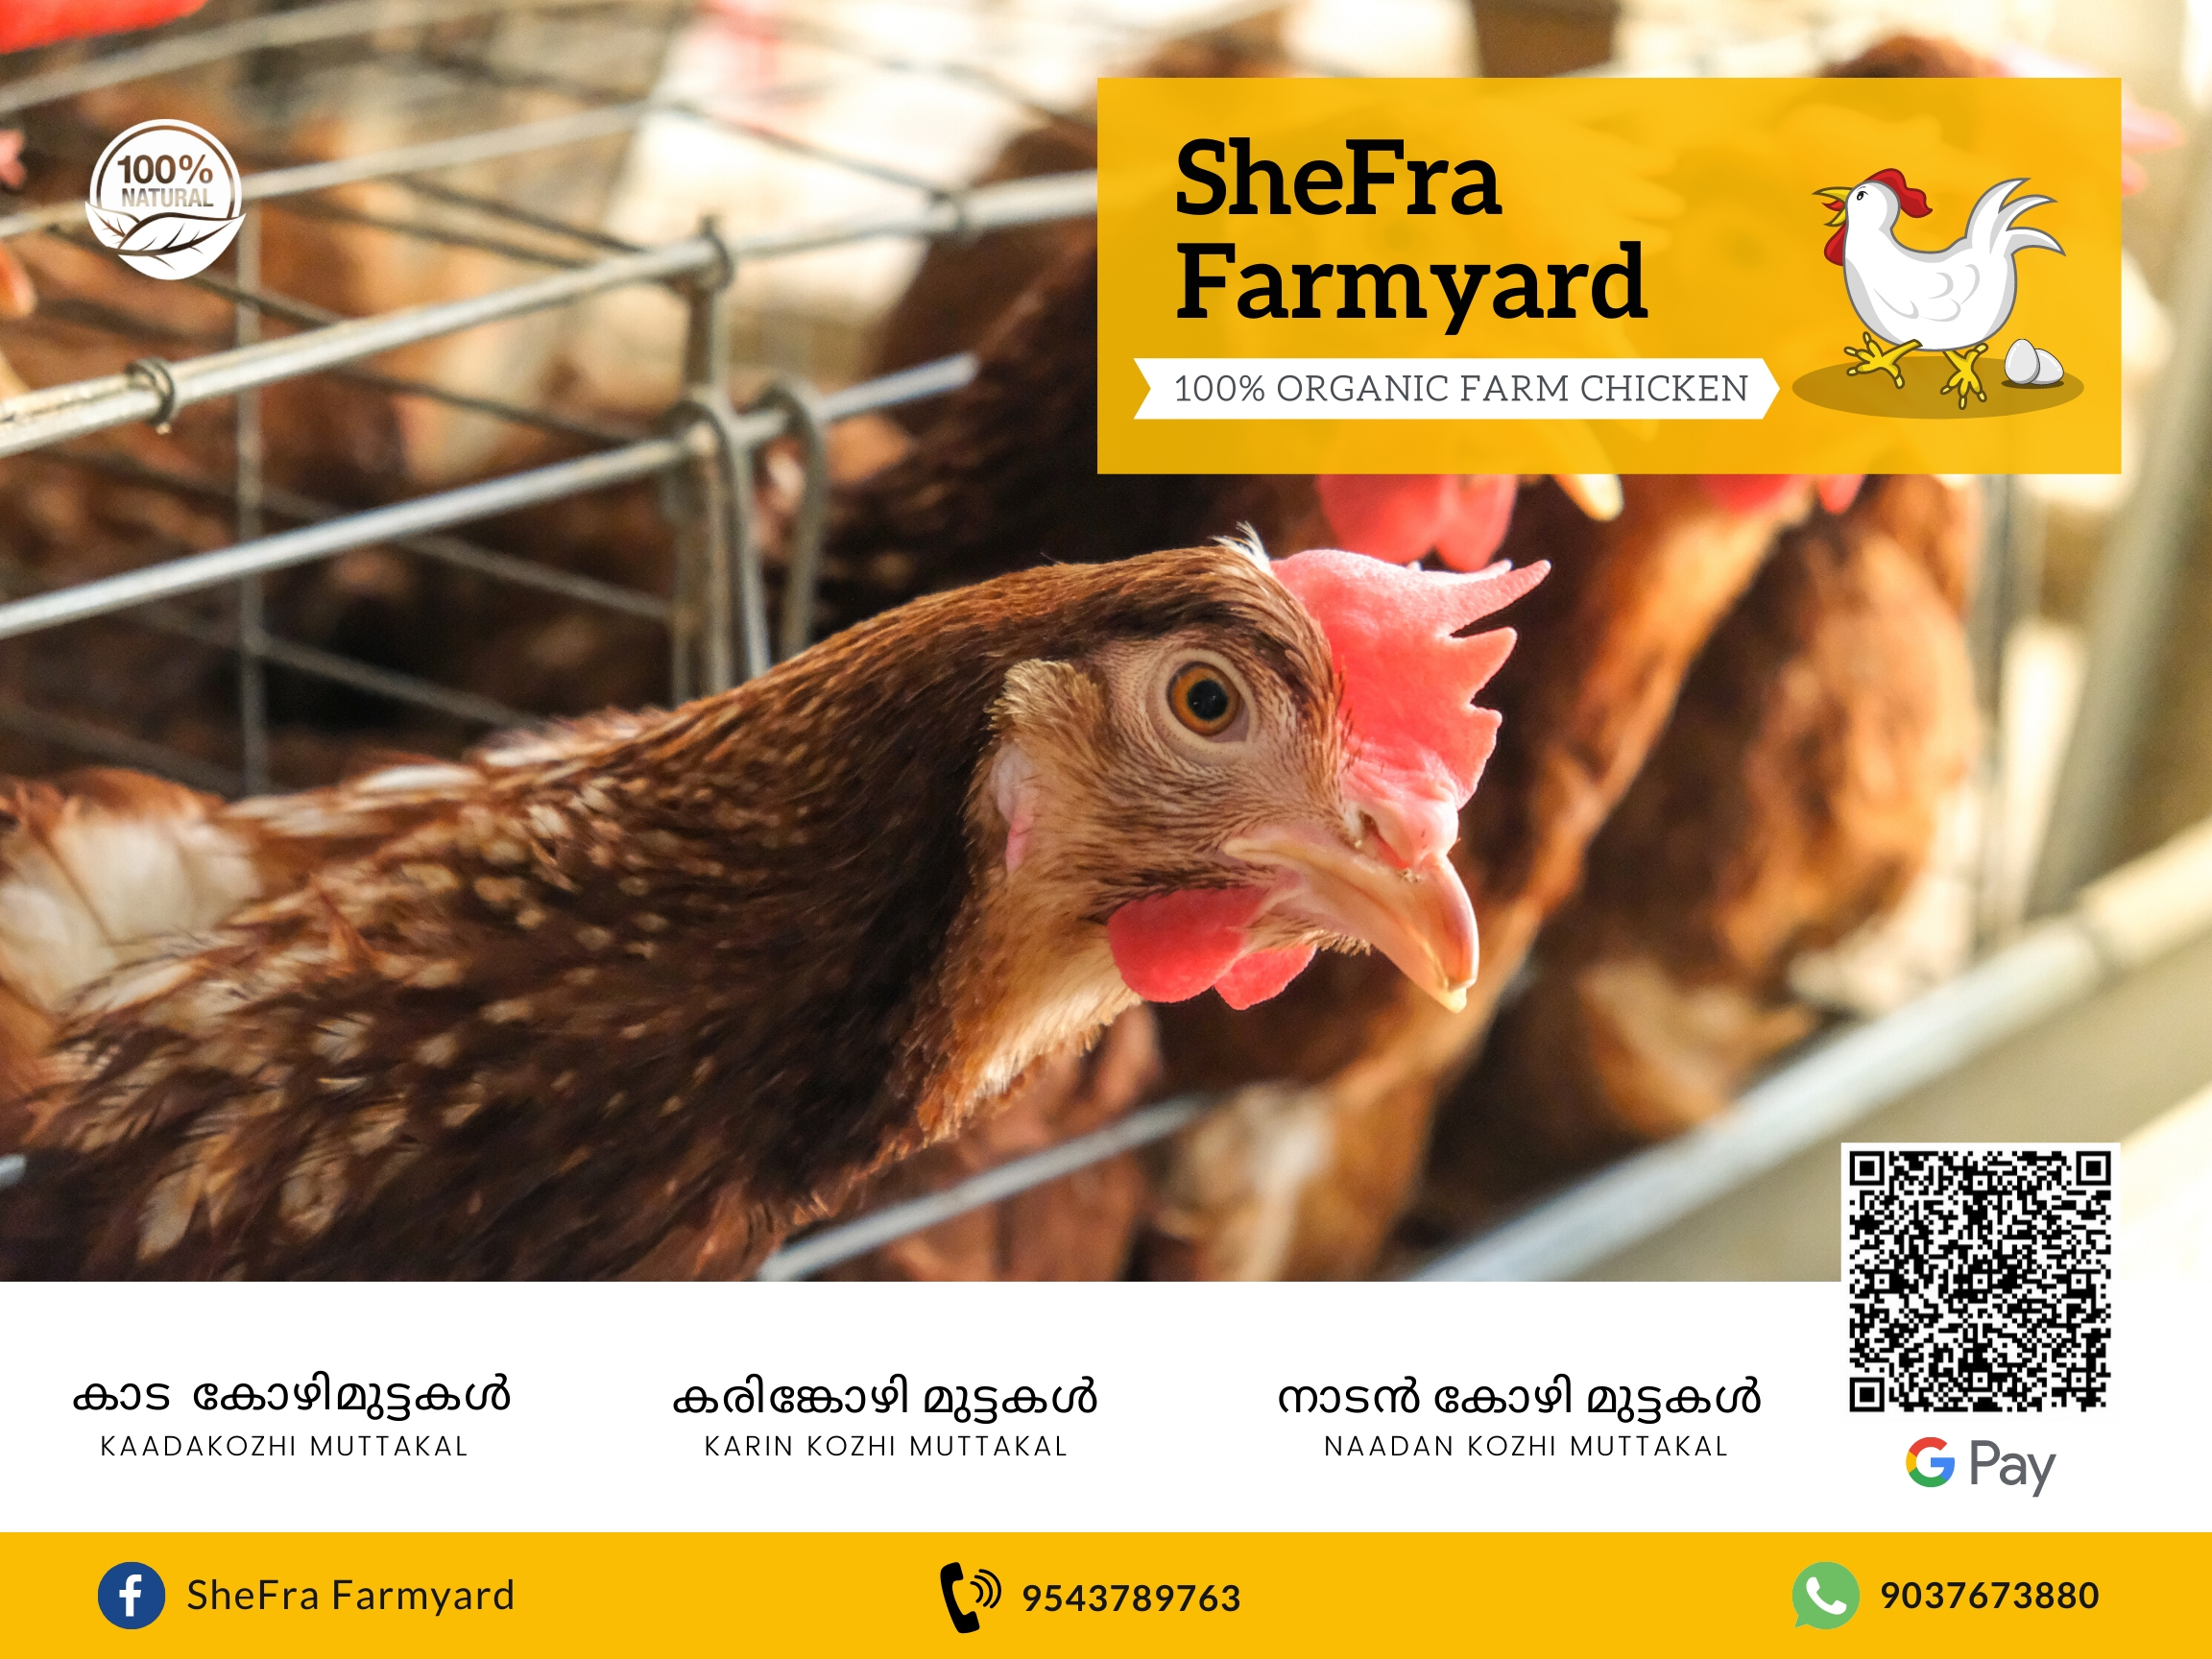 100%
NATURAL
SheFra
Farmyard
100% ORGANIC FARM CHICKEN
കാട കോഴിമുട്ടകൾ
KAADAKOZHI MUTTAKAL
കരിങ്കോഴി മുട്ടകൾ
KARIN KOZHI MUTTAKAL
നാടൻ കോഴി മുട്ടകൾ
NAADAN KOZHI MUTTAKAL
G Pay
SheFra Farmyard
9543789763
9037673880